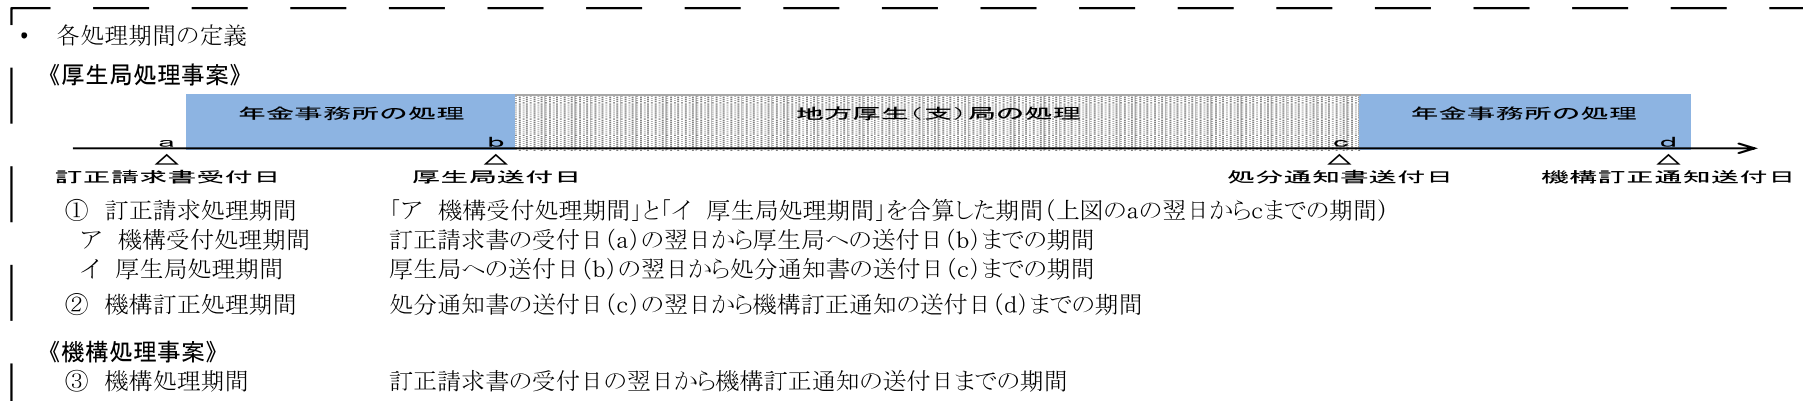 ・ 各処理期間の定義
《厚生局処理事案》
年金事務所の処理 地方厚生(支)局の処理 年金事務所の処理
a b c d
△ △ △ △
訂正請求書受付日 厚生局送付日 処分通知書送付日 機構訂正通知送付日
① 訂正請求処理期間 「ア 機構受付処理期間」と「イ 厚生局処理期間」を合算した期間(上図のaの翌日からcまでの期間)
ア 機構受付処理期間 訂正請求書の受付日(a)の翌日から厚生局への送付日(b)までの期間
イ 厚生局処理期間 厚生局への送付日(b)の翌日から処分通知書の送付日(c)までの期間
② 機構訂正処理期間 処分通知書の送付日(c)の翌日から機構訂正通知の送付日(d)までの期間
《機構処理事案》
③ 機構処理期間 訂正請求書の受付日の翌日から機構訂正通知の送付日までの期間